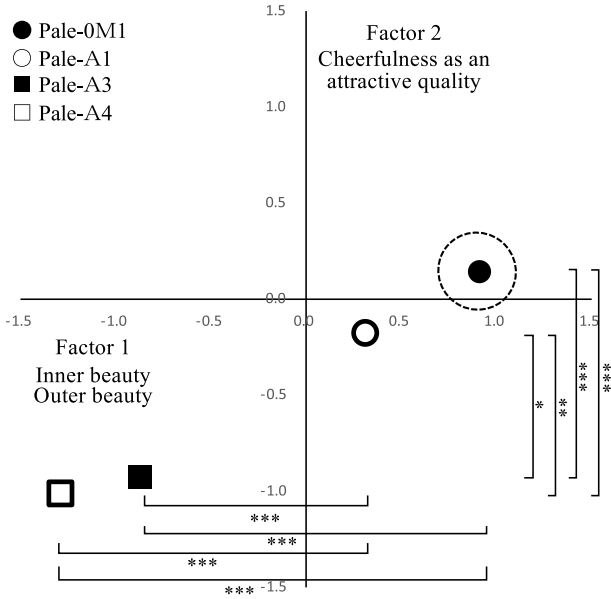 1.5
Pale-0M1
Pale-A1
Pale-A3
Pale-A4
Factor 2
Cheerfulness as an
attractive quality
1.0
0.5
0.0
-1.5
-1.0
-0.5
0.0
0.5
1.0
1.5
Factor 1
Inner beauty
Outer beauty
-0.5
*
**
***
***
-1.0
***
***
***
***
-1.5